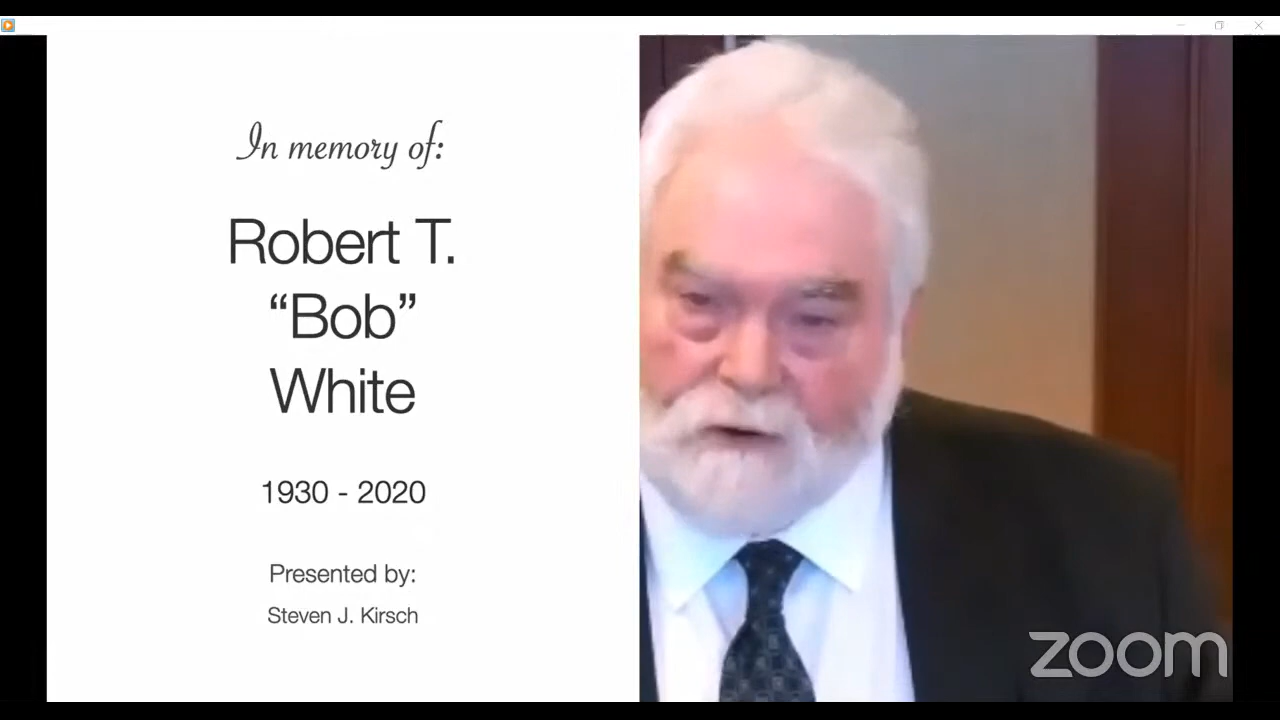 In memory of:
Robert T.
“Bob”
White
1930 - 2020
Presented by:
Steven J. Kirsch
zoom